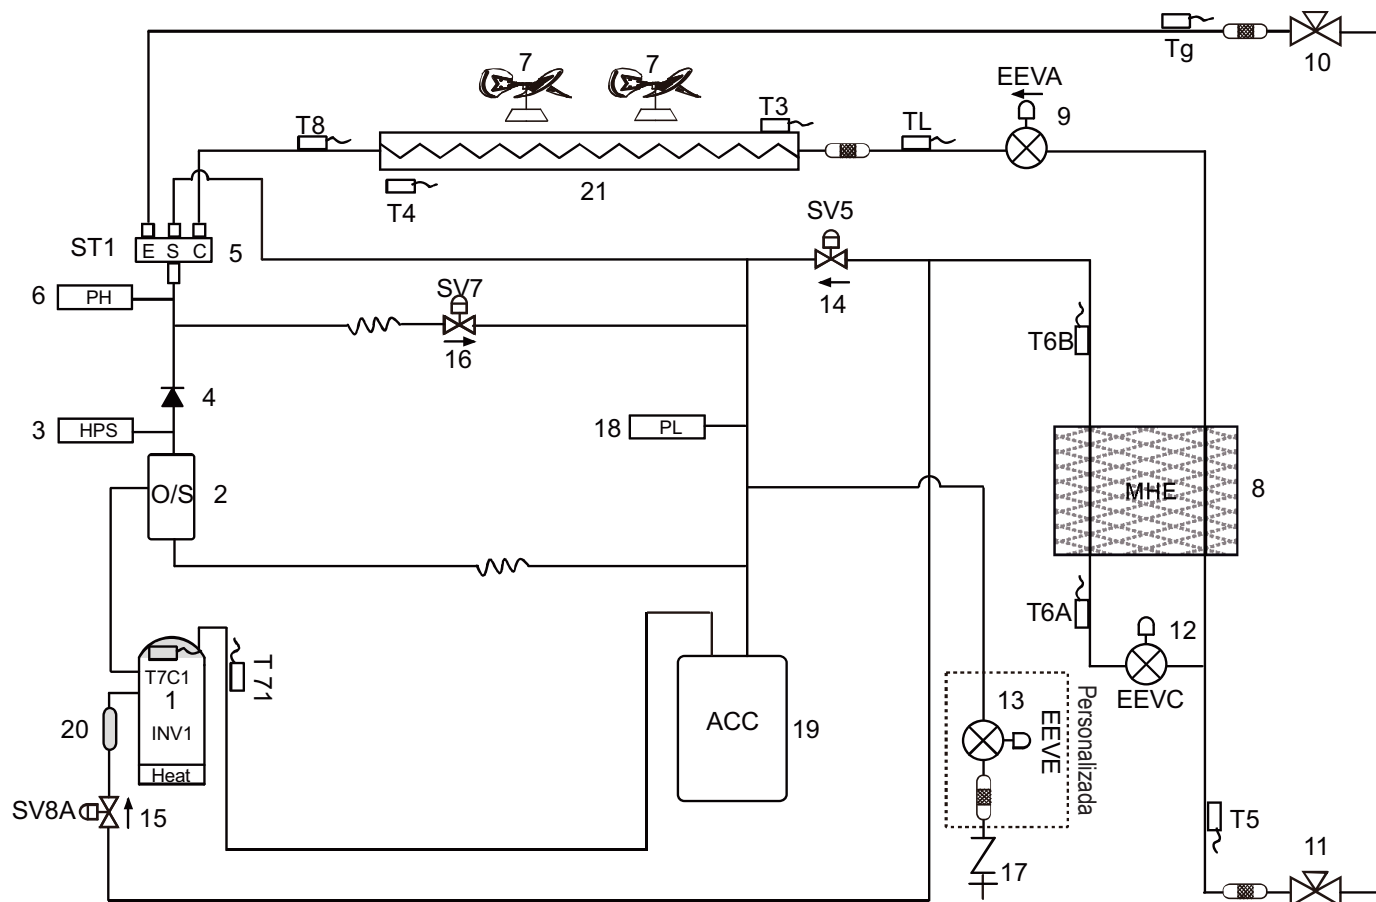 Tg
10
7
7
EEVA
9
T8
T3
TL
T4
21
ST1
E S C
5
SV5
14
6
PH
SV7
16
T6B
4
3
HPS
18
PL
O/S
2
MHE
8
T6A
12
EEVC
T7C1
1
INV1
Heat
T71
20
SV8A
15
ACC
19
13
EEVE
Personalizada
17
T5
11